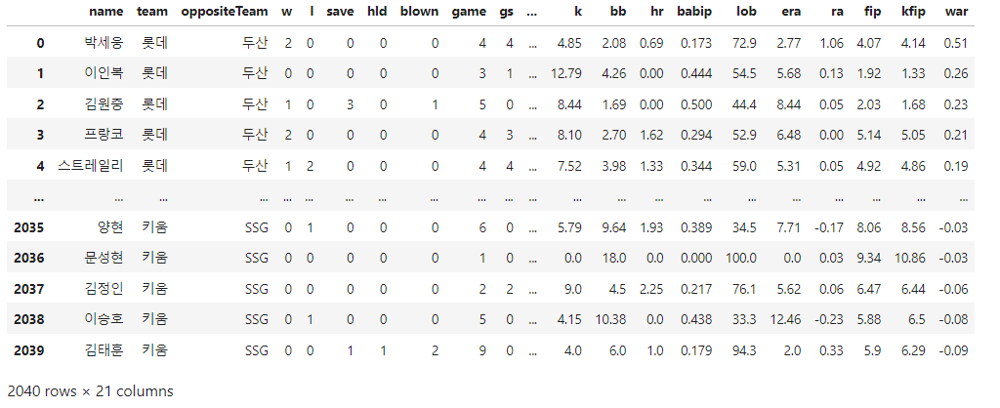 name team oppositeTeam w l save hld blown game gs ... k bb hr babip lob era ra fip kfip war
0 박세웅 롯데 두산 2 0 0 0 0 4 4 ... 4.85 2.08 0.69 0.173 72.9 2.77 1.06 4.07 4.14 0.51
1 이인복 롯데 두산 0 0 0 0 0 3 1 ... 12.79 4.26 0.00 0.444 54.5 5.68 0.13 1.92 1.33 0.26
2 김원중 롯데 두산 1 0 3 0 1 5 0 ... 8.44 1.69 0.00 0.500 44.4 8.44 0.05 2.03 1.68 0.23
3 프랑코 롯데 두산 2 0 0 0 0 4 3 ... 8.10 2.70 1.62 0.294 52.9 6.48 0.00 5.14 5.05 0.21
4 스트레일리 롯데 두산 1 2 0 0 0 4 4 ... 7.52 3.98 1.33 0.344 59.0 5.31 0.05 4.92 4.86 0.19
... ... ... ... ... ... ... ... ... ... ... ... ... ... ... ... ... ... ... ... ... ...
2035 양현 키움 SSG 0 1 0 0 0 6 0 ... 5.79 9.64 1.93 0.389 34.5 7.71 -0.17 8.06 8.56 -0.03
2036 문성현 키움 SSG 0 0 0 0 0 1 0 ... 0.0 18.0 0.0 0.000 100.0 0.0 0.03 9.34 10.86 -0.03
2037 김정인 키움 SSG 0 0 0 0 0 2 2 ... 9.0 4.5 2.25 0.217 76.1 5.62 0.06 6.47 6.44 -0.06
2038 이승호 키움 SSG 0 1 0 0 0 5 0 ... 4.15 10.38 0.0 0.438 33.3 12.46 -0.23 5.88 6.5 -0.08
2039 김태훈 키움 SSG 0 0 1 1 2 9 0 ... 4.0 6.0 1.0 0.179 94.3 2.0 0.33 5.9 6.29 -0.09
2040 rows × 21 columns